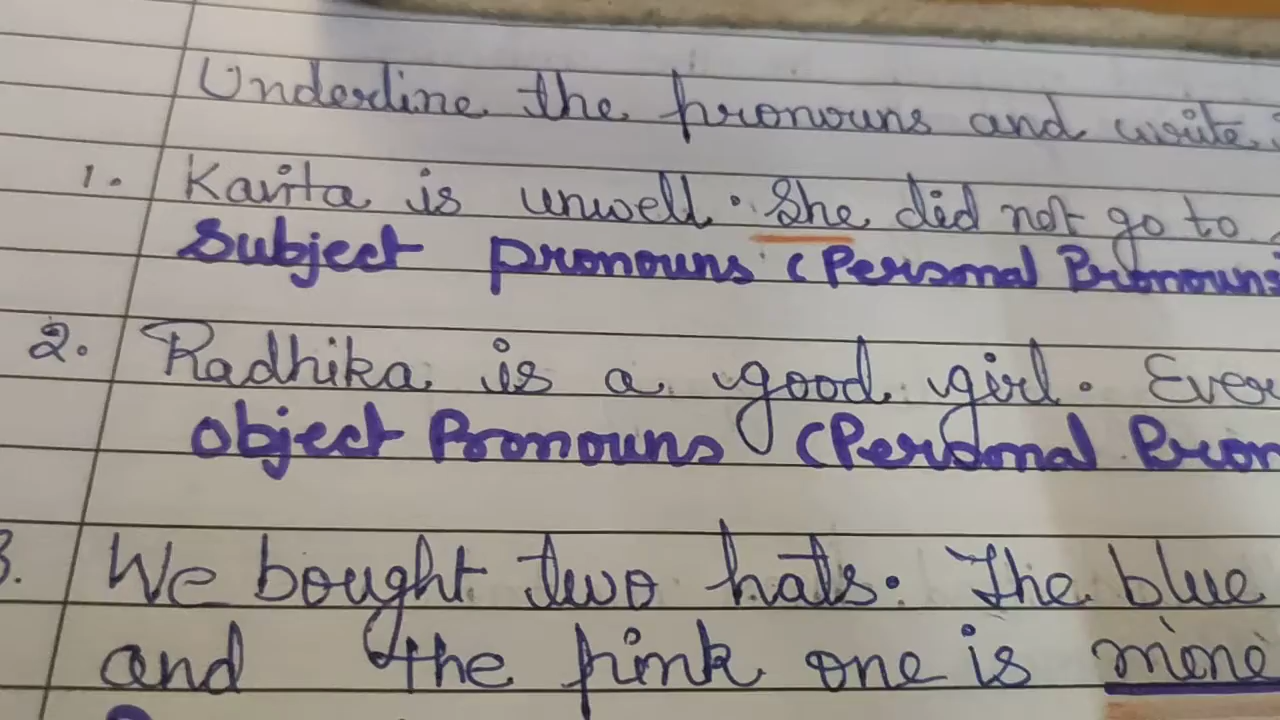 Underline the pronouns and write
1. Kavita is unwell. She did not go to
Subject pronouns (Personal Pronouns
2. Radhika is a good girl. Ever
Object Pronouns (Personal Pron
3. We bought two hats. The blue
and the pink one is mine